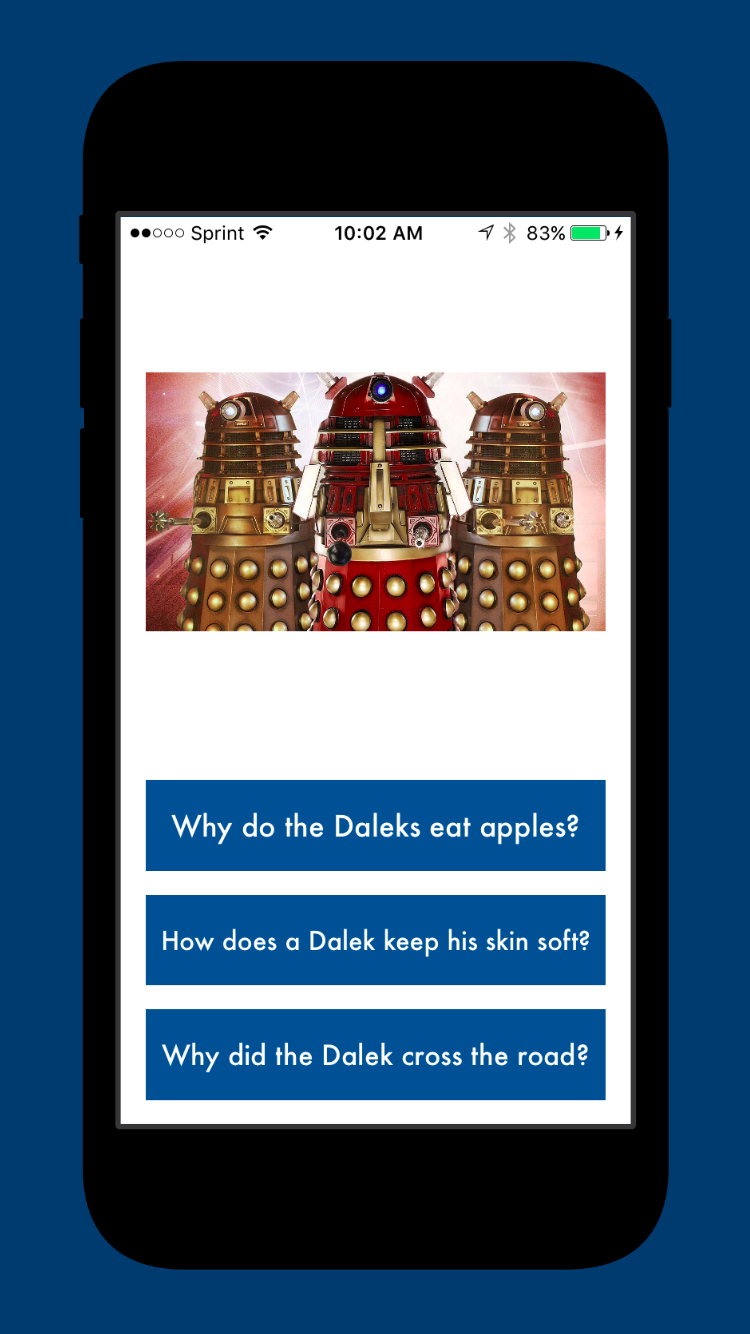 Sprint 10:02 AM 83%
Why do the Daleks eat apples?
How does a Dalek keep his skin soft?
Why did the Dalek cross the road?